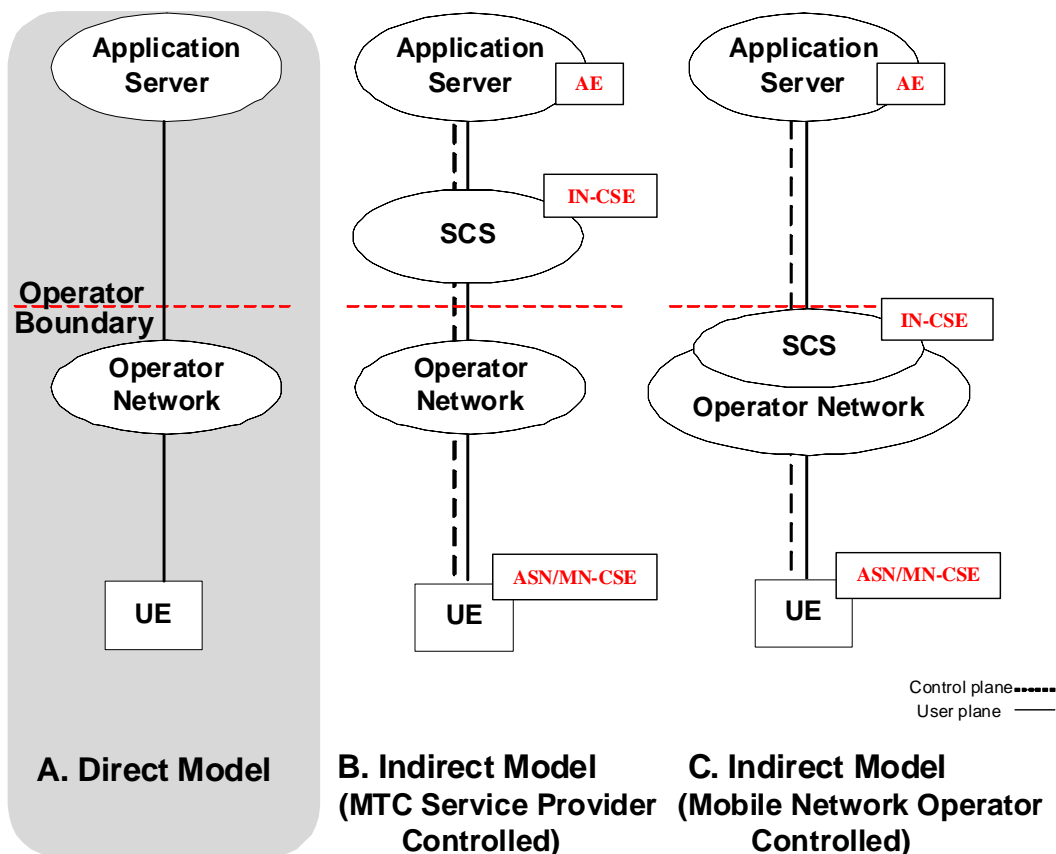 Application
Server
Operator
Boundary
Operator
Network
UE
A. Direct Model
Application
Server
AE
IN-CSE
SCS
Operator
Network
ASN/MN-CSE
UE
B. Indirect Model
(MTC Service Provider
Controlled)
Application
Server
AE
IN-CSE
SCS
Operator Network
ASN/MN-CSE
UE
Control plane
User plane
C. Indirect Model
(Mobile Network Operator
Controlled)